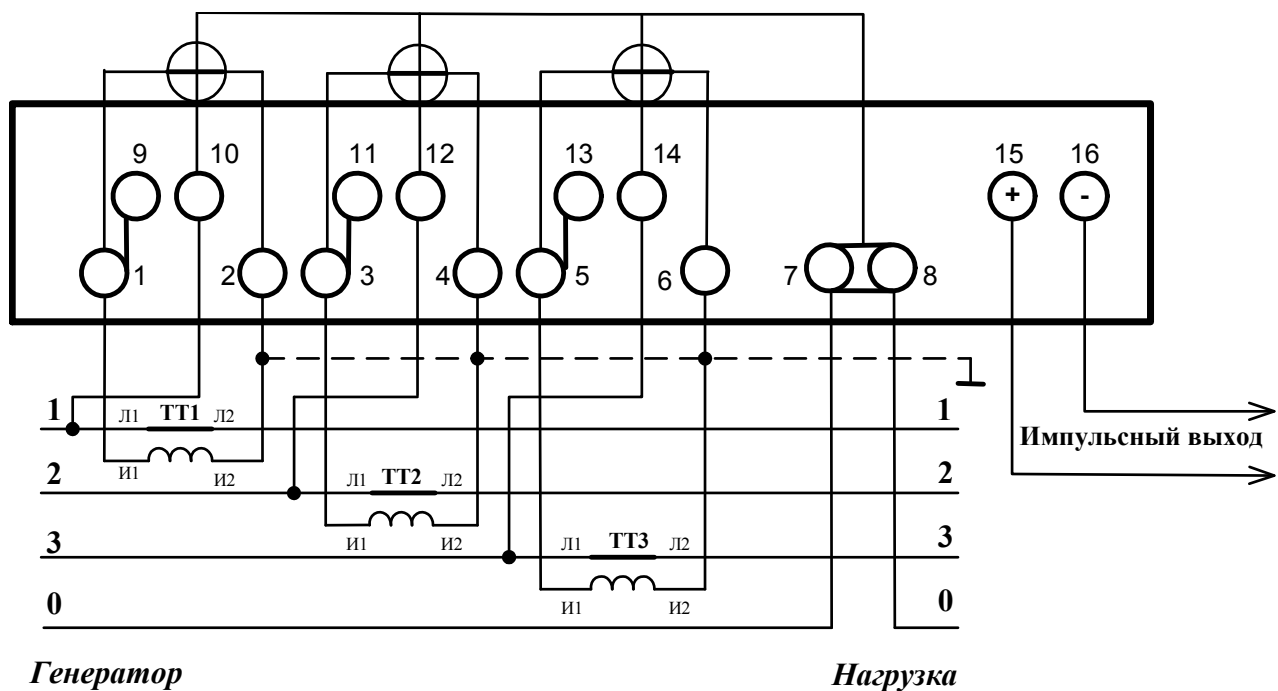 9 10 11 12 13 14 15 16
+ -
1 2 3 4 5 6 7 8
1 Л1 ТТ1 Л2 1
Импульсный выход
И1 И2
2 Л1 ТТ2 Л2 2
И1 И2
3 Л1 ТТ3 Л2 3
И1 И2
0 0
Генератор Нагрузка